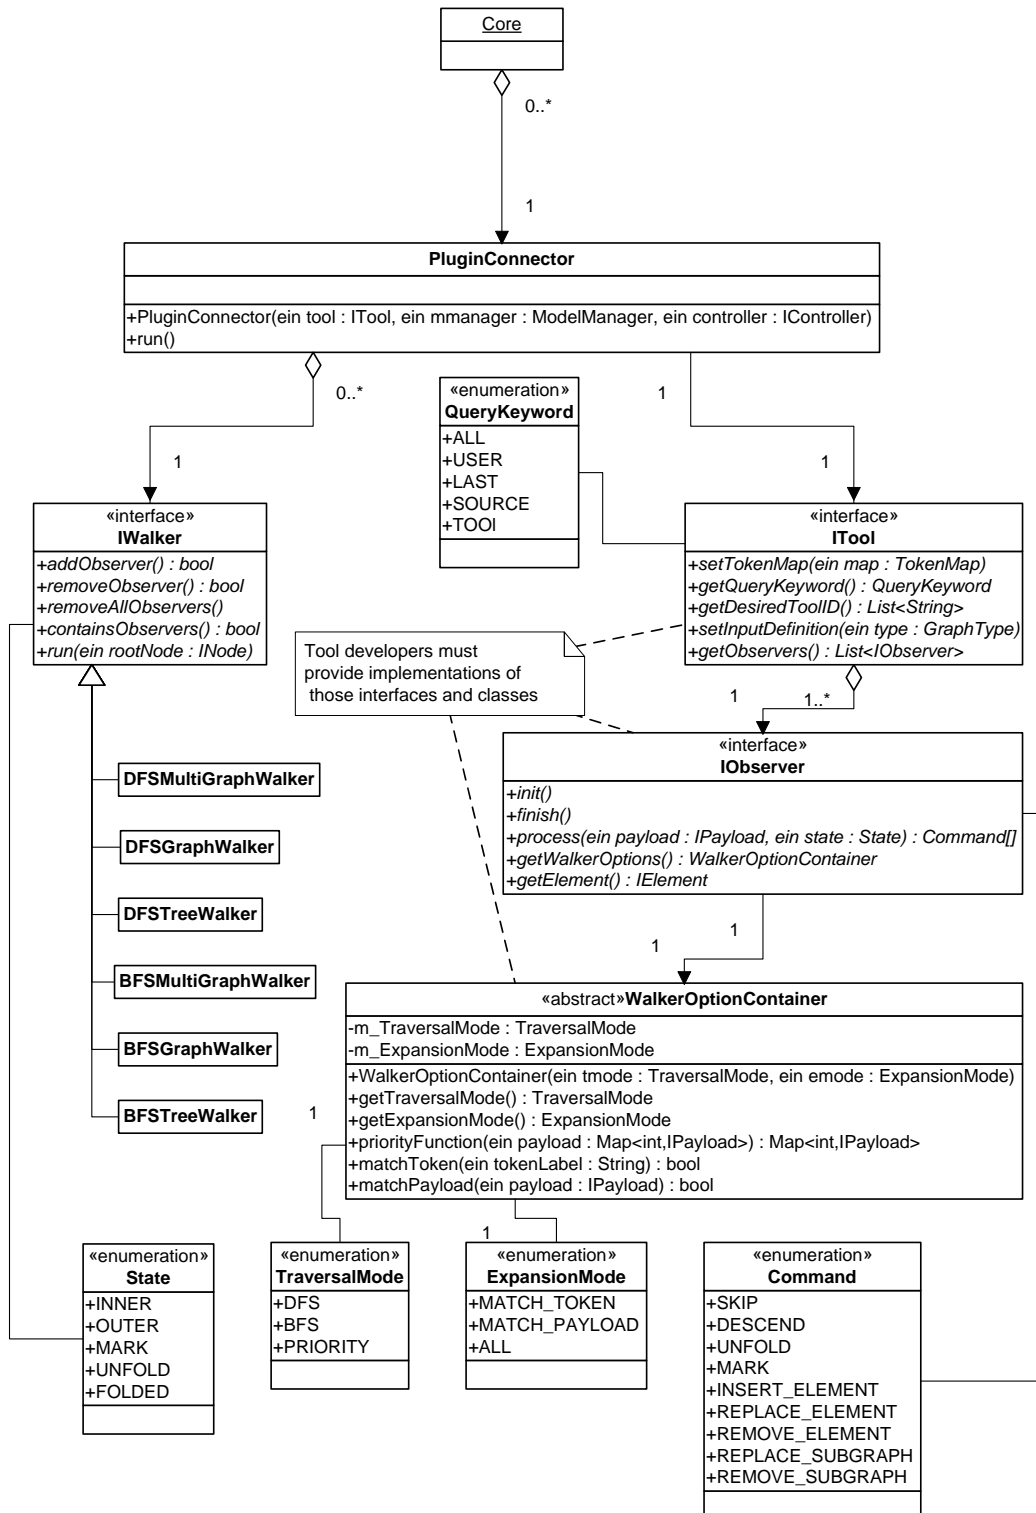 Core
0..*
1
PluginConnector
+PluginConnector(ein tool : ITool, ein mmanager : ModelManager, ein controller : IController)
+run()
0..*
1
1
1
«enumeration»
QueryKeyword
+ALL
+USER
+LAST
+SOURCE
+TOOl
«interface»
IWalker
+addObserver() : bool
+removeObserver() : bool
+removeAllObservers()
+containsObservers() : bool
+run(ein rootNode : INode)
«interface»
ITool
+setTokenMap(ein map : TokenMap)
+getQueryKeyword() : QueryKeyword
+getDesiredToolID() : List<String>
+setInputDefinition(ein type : GraphType)
+getObservers() : List<IObserver>
Tool developers must
provide implementations of
those interfaces and classes
1
1..*
«interface»
IObserver
+init()
+finish()
+process(ein payload : IPayload, ein state : State) : Command[]
+getWalkerOptions() : WalkerOptionContainer
+getElement() : IElement
DFSMultiGraphWalker
DFSGraphWalker
DFSTreeWalker
BFSMultiGraphWalker
BFSGraphWalker
BFSTreeWalker
1
1
«abstract»WalkerOptionContainer
-m_TraversalMode : TraversalMode
-m_ExpansionMode : ExpansionMode
+WalkerOptionContainer(ein tmode : TraversalMode, ein emode : ExpansionMode)
+getTraversalMode() : TraversalMode
+getExpansionMode() : ExpansionMode
+priorityFunction(ein payload : Map<int,IPayload>) : Map<int,IPayload>
+matchToken(ein tokenLabel : String) : bool
+matchPayload(ein payload : IPayload) : bool
1
1
«enumeration»
State
+INNER
+OUTER
+MARK
+UNFOLD
+FOLDED
«enumeration»
TraversalMode
+DFS
+BFS
+PRIORITY
«enumeration»
ExpansionMode
+MATCH_TOKEN
+MATCH_PAYLOAD
+ALL
«enumeration»
Command
+SKIP
+DESCEND
+UNFOLD
+MARK
+INSERT_ELEMENT
+REPLACE_ELEMENT
+REMOVE_ELEMENT
+REPLACE_SUBGRAPH
+REMOVE_SUBGRAPH